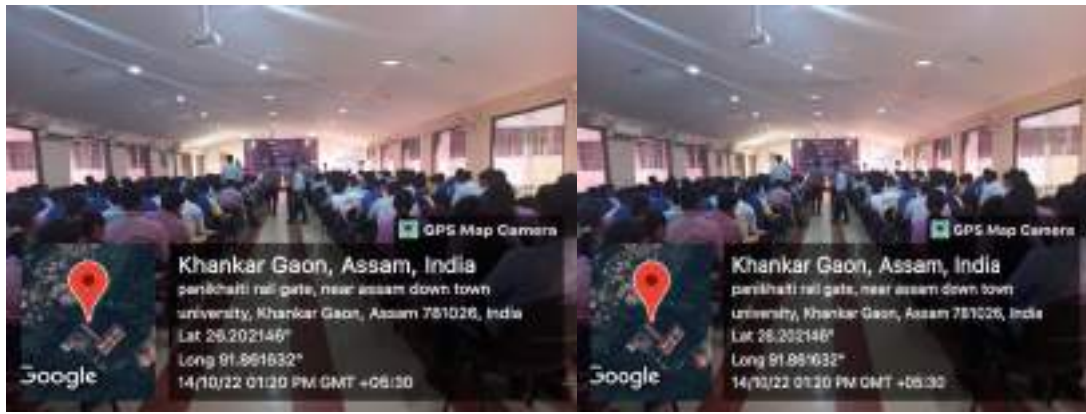 GPS Map Camera
Khankar Gaon, Assam, India
panikhaiti rail gate, near assam down town
university, Khankar Gaon, Assam 781026, India
Lat 26.202146°
Long 91.861632°
14/10/22 01:20 PM GMT +05:30
Google
GPS Map Camera
Khankar Gaon, Assam, India
panikhaiti rail gate, near assam down town
university, Khankar Gaon, Assam 781026, India
Lat 26.202146°
Long 91.861632°
14/10/22 01:20 PM GMT +05:30
Google